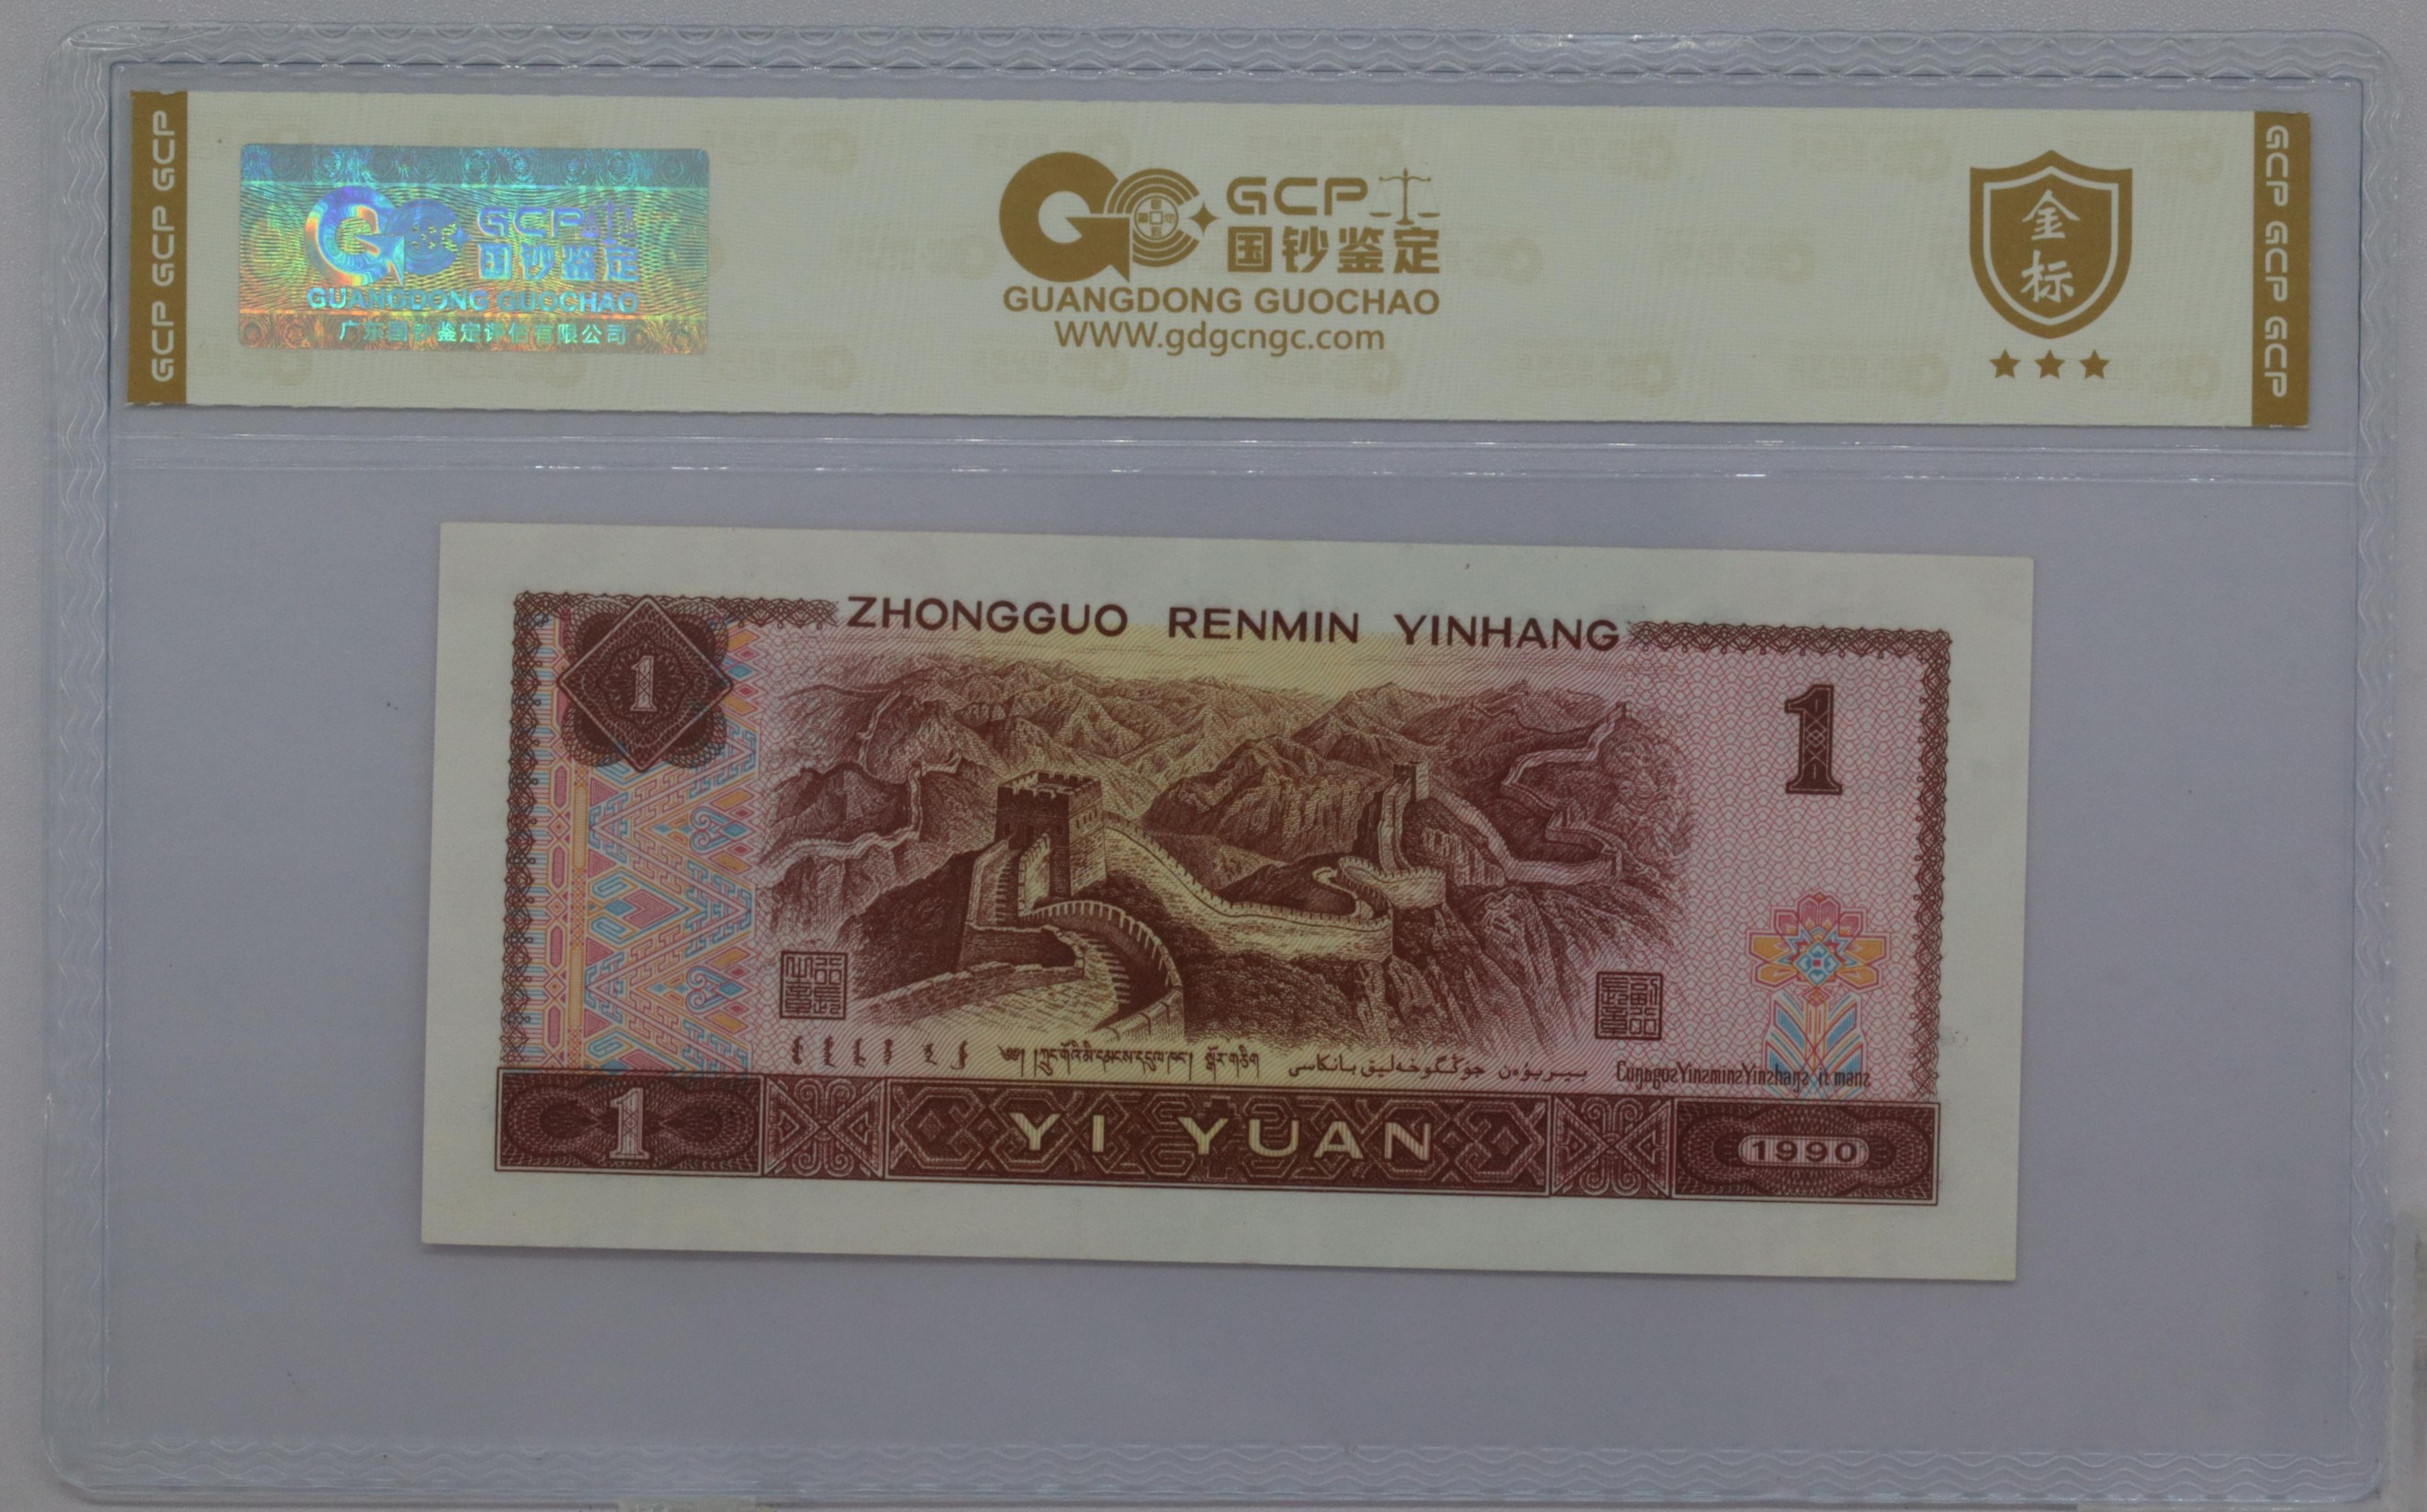 GCP GCP GCP
GCP
国钞鉴定
GUANGDONG GUOCHAO
广东国钞鉴定评估有限公司
GCP
国钞鉴定
GUANGDONG GUOCHAO
WWW.gdgcngc.com
金
标
GCP GCP GCP
ZHONGGUO RENMIN YINHANG
1
1
1
YI YUAN
1990